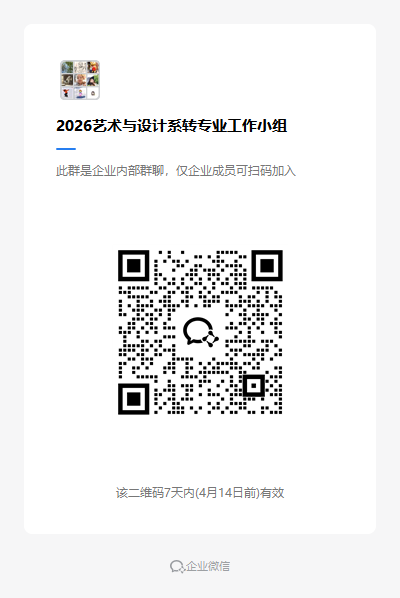 2026艺术与设计系转专业工作小组
此群是企业内部群聊，仅企业成员可扫码加入
该二维码7天内(4月14日前)有效
企业微信